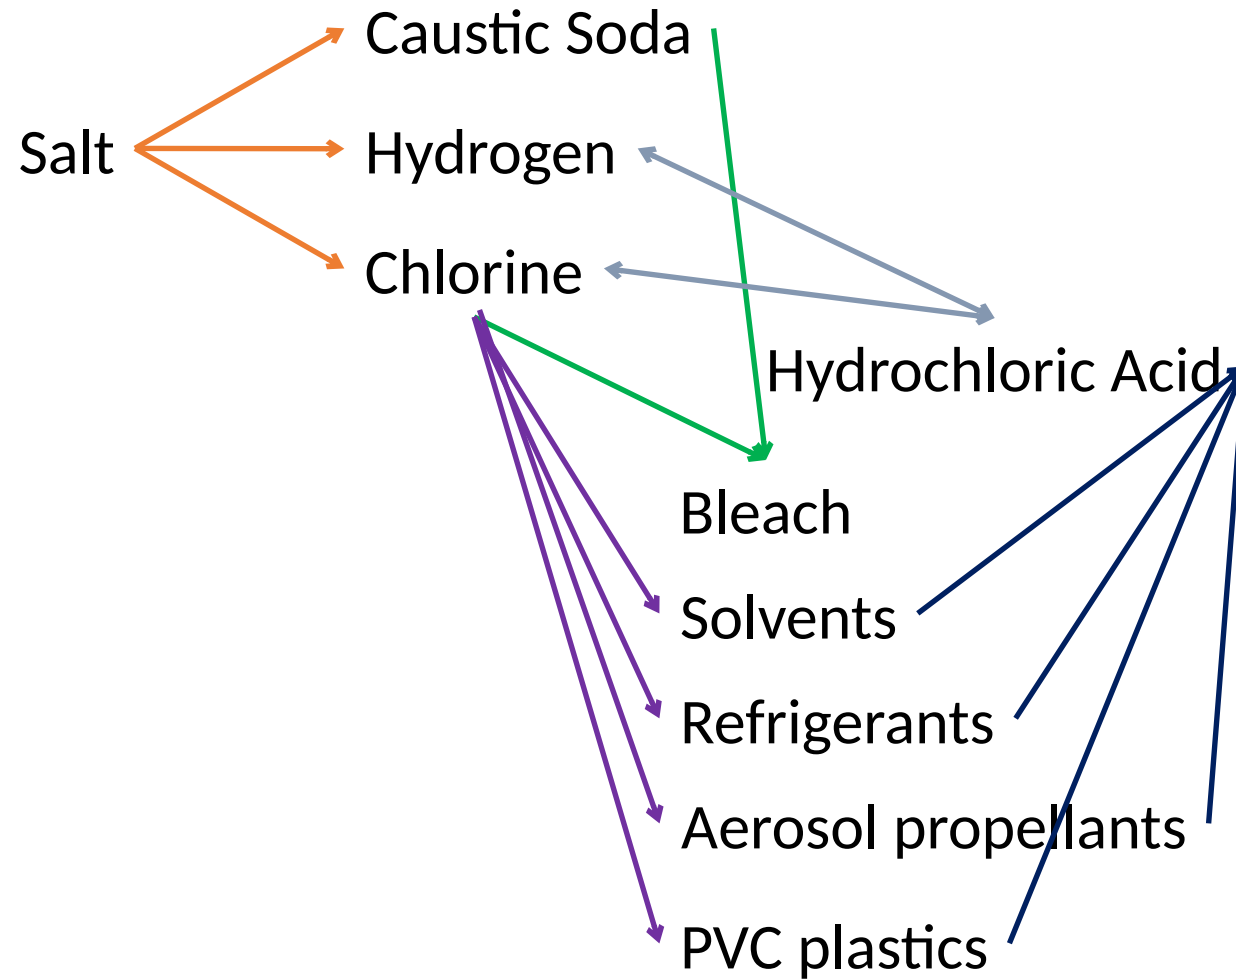 Caustic Soda
Salt
Hydrogen
Chlorine
Hydrochloric Acid
Bleach
Solvents
Refrigerants
Aerosol propellants
PVC plastics